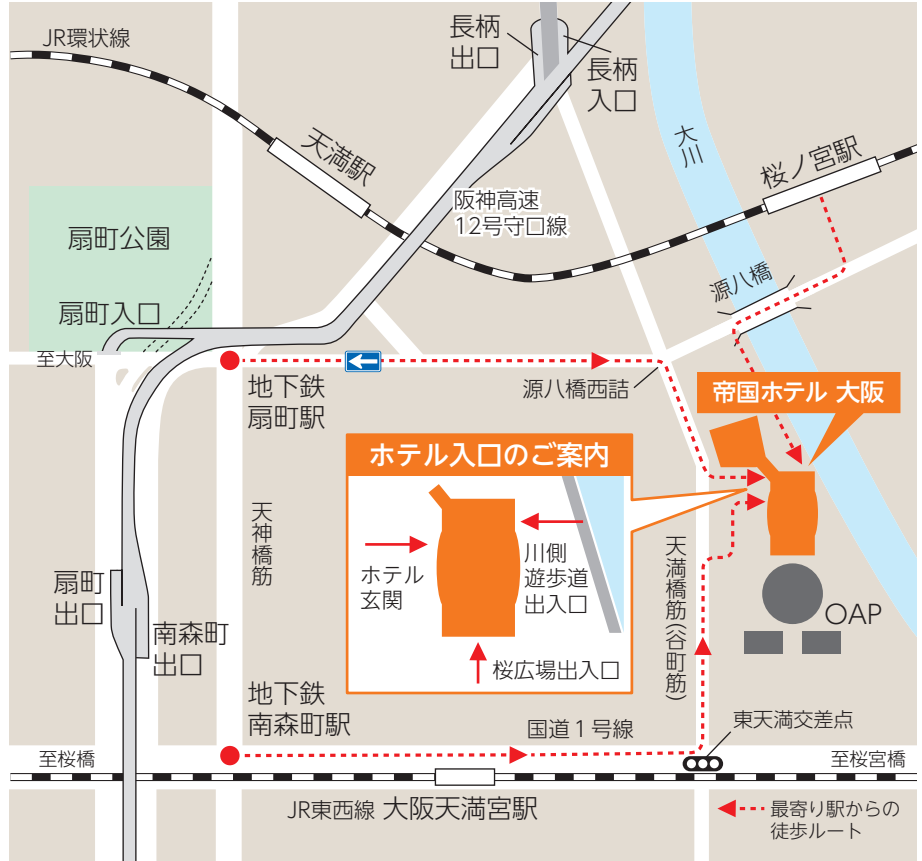 JR環状線
長柄
出口
長柄
入口
大川
天満駅
桜ノ宮駅
阪神高速
12号守口線
扇町公園
源八橋
扇町入口
至大阪
地下鉄
扇町駅
源八橋西詰
帝国ホテル 大阪
ホテル入口のご案内
ホテル
玄関
川側
遊歩道
出入口
桜広場出入口
天神橋筋
天満橋筋(谷町筋)
扇町
出口
南森町
出口
OAP
地下鉄
南森町駅
国道1号線
東天満交差点
至桜橋
至桜宮橋
JR東西線 大阪天満宮駅
最寄り駅からの
徒歩ルート